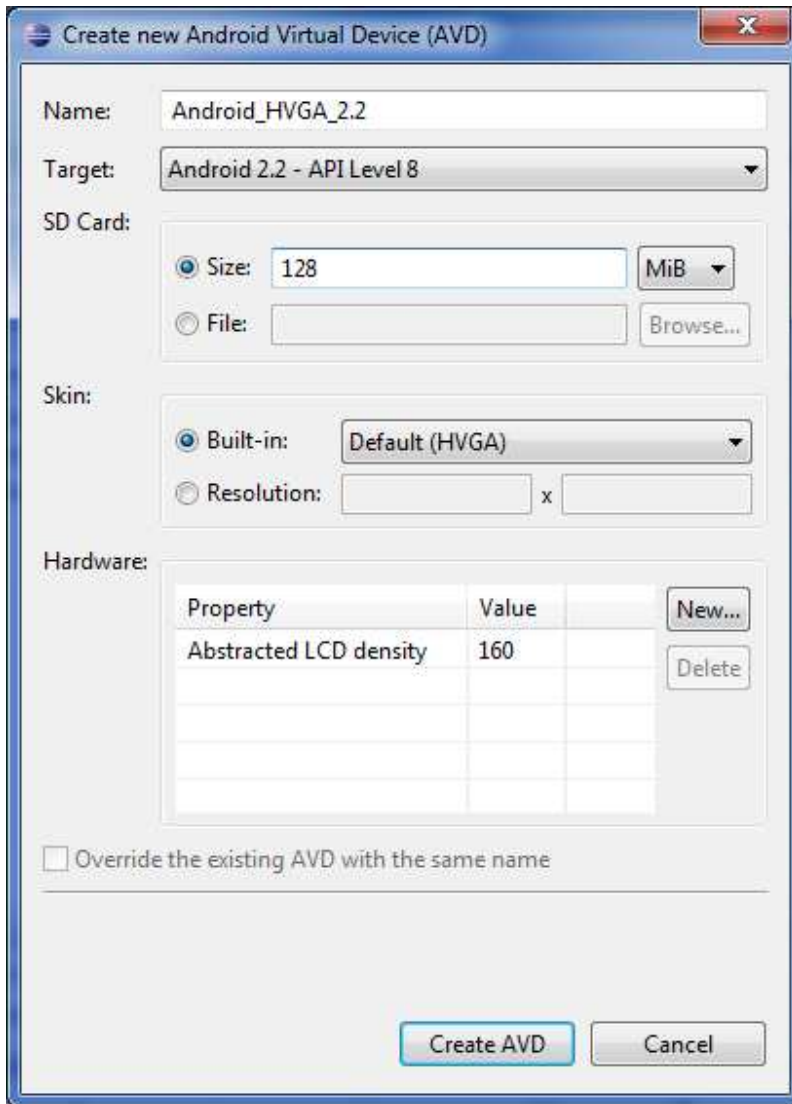 Create new Android Virtual Device (AVD)
Name: Android_HVGA_2.2
Target: Android 2.2 - API Level 8
SD Card:
Size: 128 MiB
File: Browse...
Skin:
Built-in: Default (HVGA)
Resolution: x
Hardware:
Property Value New...
Abstracted LCD density 160
Delete
Override the existing AVD with the same name
Create AVD Cancel